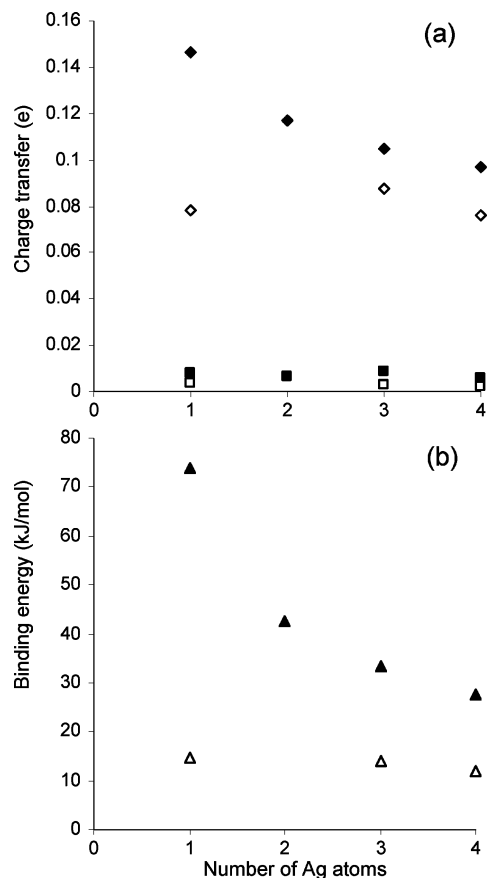 (a)
0.16
0.14
0.12
0.1
0.08
0.06
0.04
0.02
0
Charge transfer (e)
0 1 2 3 4
(b)
80
70
60
50
40
30
20
10
0
Binding energy (kJ/mol)
0 1 2 3 4
Number of Ag atoms